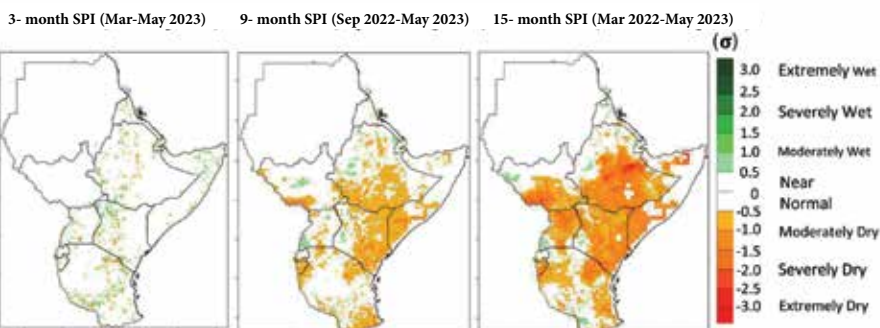 3- month SPI (Mar-May 2023)
9- month SPI (Sep 2022-May 2023)
15- month SPI (Mar 2022-May 2023)
(σ)
3.0
2.5
2.0
1.5
1.0
0.5
0
-0.5
-1.0
-1.5
-2.0
-2.5
-3.0
Extremely Wet
Severely Wet
Moderately Wet
Near
Normal
Moderately Dry
Severely Dry
Extremely Dry